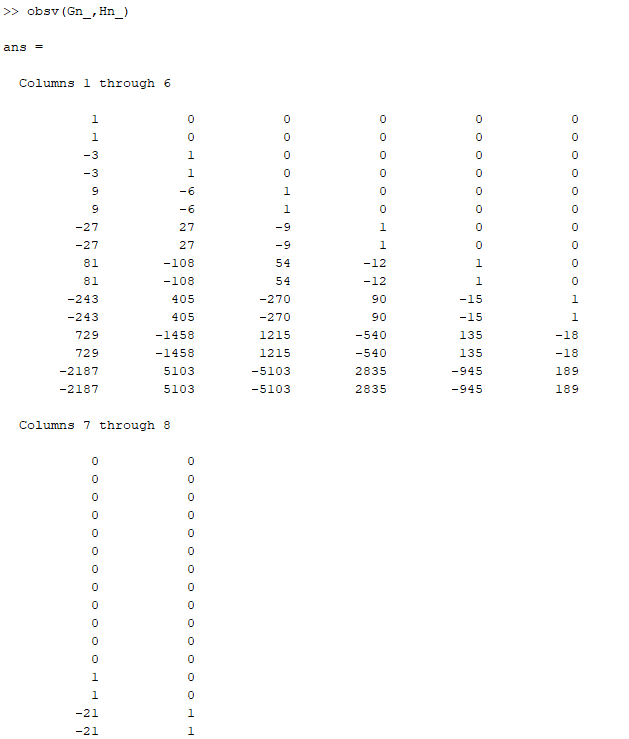 >> obsv(Gn_,Hn_)
ans =
Columns 1 through 6
1 0 0 0 0 0
1 0 0 0 0 0
-3 1 0 0 0 0
-3 1 0 0 0 0
9 -6 1 0 0 0
9 -6 1 0 0 0
-27 27 -9 1 0 0
-27 27 -9 1 0 0
81 -108 54 -12 1 0
81 -108 54 -12 1 0
-243 405 -270 90 -15 1
-243 405 -270 90 -15 1
729 -1458 1215 -540 135 -18
729 -1458 1215 -540 135 -18
-2187 5103 -5103 2835 -945 189
-2187 5103 -5103 2835 -945 189
Columns 7 through 8
0 0
0 0
0 0
0 0
0 0
0 0
0 0
0 0
0 0
0 0
0 0
0 0
1 0
1 0
-21 1
-21 1